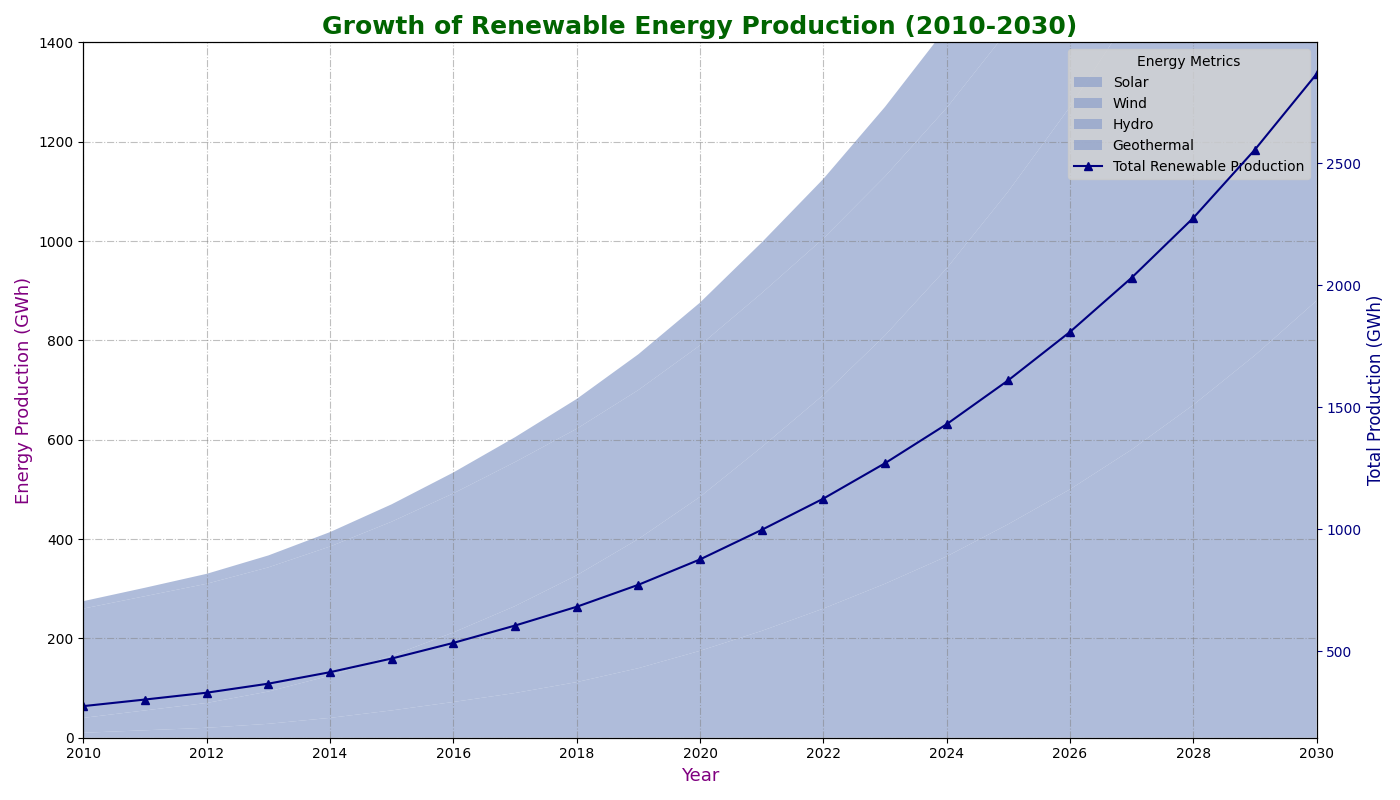 Growth of Renewable Energy Production (2010-2030)
1400
1200
1000
800
600
400
200
0
Energy Production (GWh)
2010
2012
2014
2016
2018
2020
2022
2024
2026
2028
2030
Year
2500
2000
1500
1000
500
Total Production (GWh)
Energy Metrics
Solar
Wind
Hydro
Geothermal
Total Renewable Production